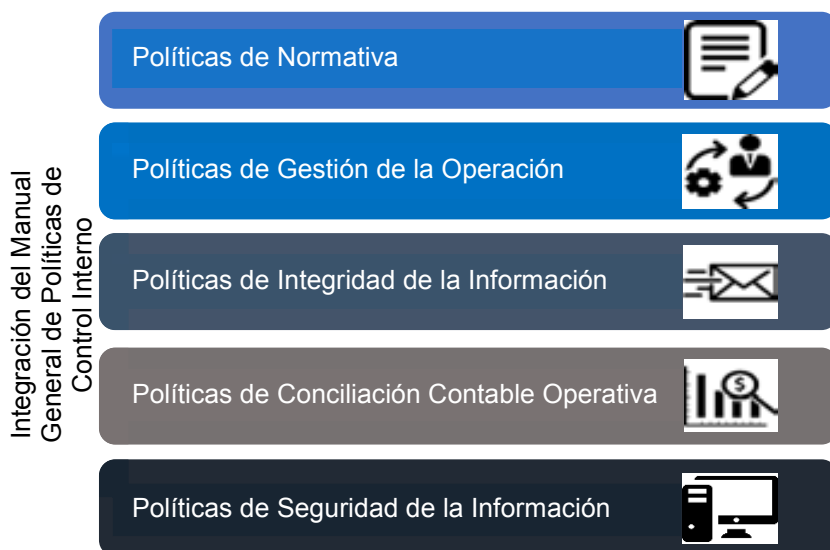 Integración del Manual
General de Políticas de
Control Interno
Políticas de Normativa
Políticas de Gestión de la Operación
Políticas de Integridad de la Información
Políticas de Conciliación Contable Operativa
$
Políticas de Seguridad de la Información